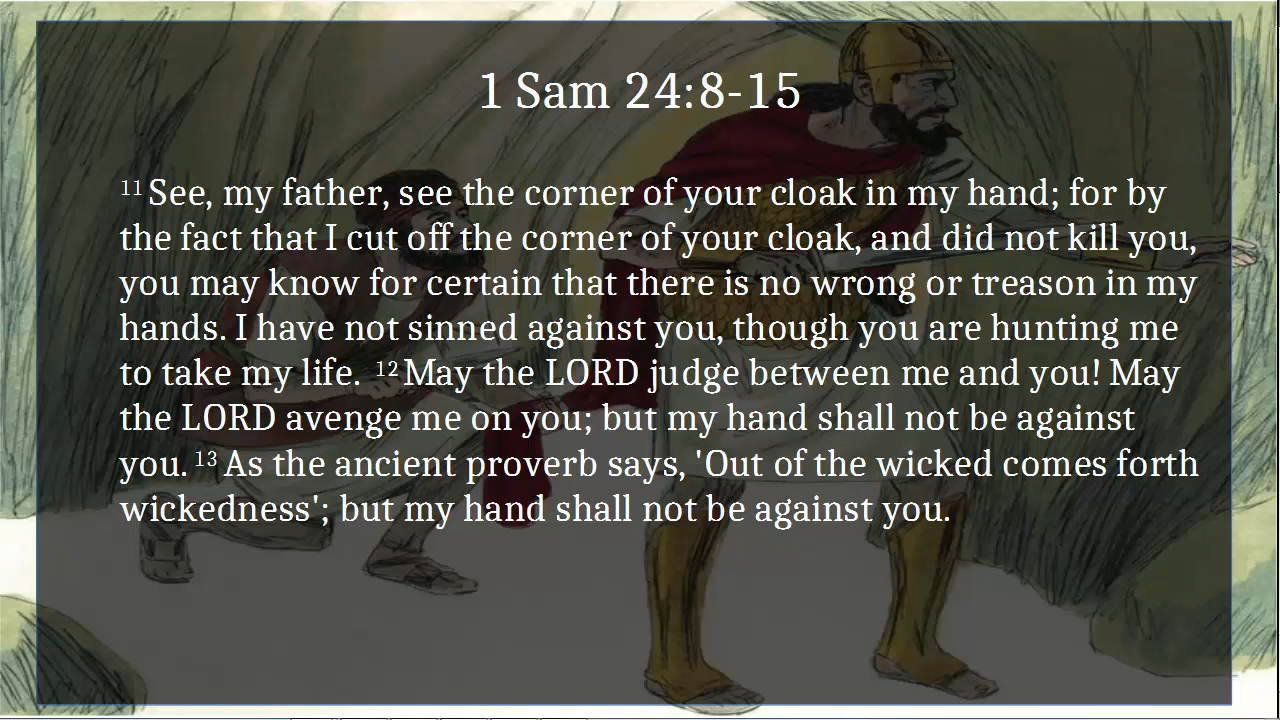 1 Sam 24:8-15
11 See, my father, see the corner of your cloak in my hand; for by
the fact that I cut off the corner of your cloak, and did not kill you,
you may know for certain that there is no wrong or treason in my
hands. I have not sinned against you, though you are hunting me
to take my life. 12 May the LORD judge between me and you! May
the LORD avenge me on you; but my hand shall not be against
you. 13 As the ancient proverb says, 'Out of the wicked comes forth
wickedness'; but my hand shall not be against you.